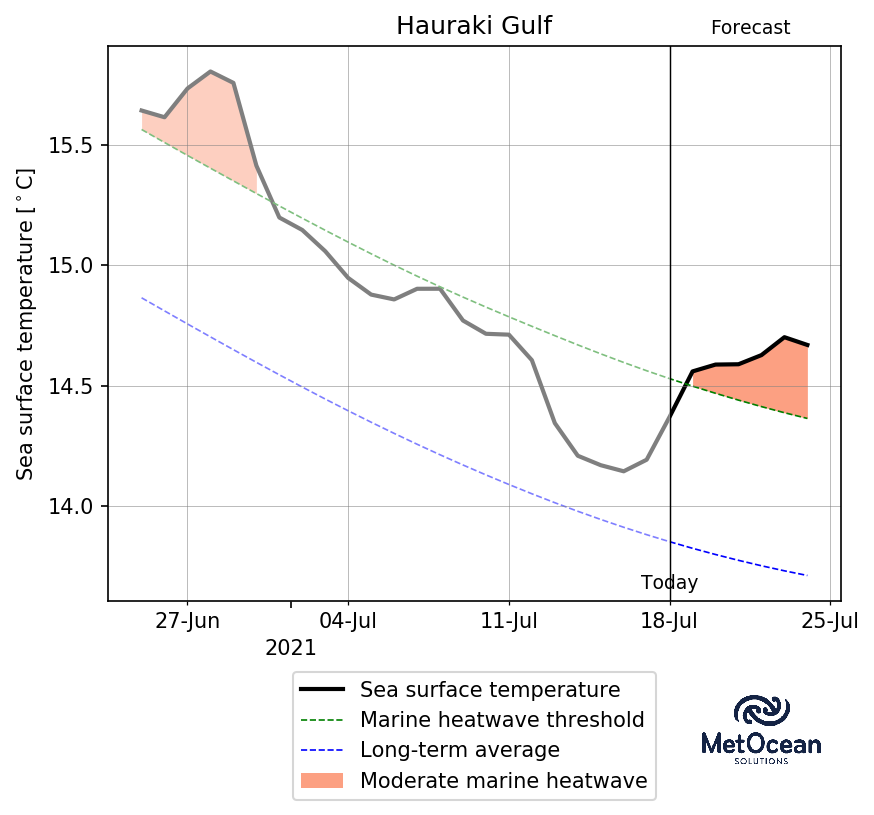 Hauraki Gulf
Forecast
Sea surface temperature [°C]
15.5
15.0
14.5
14.0
Today
27-Jun
04-Jul
11-Jul
18-Jul
25-Jul
2021
Sea surface temperature
Marine heatwave threshold
Long-term average
Moderate marine heatwave
MetOcean
SOLUTIONS